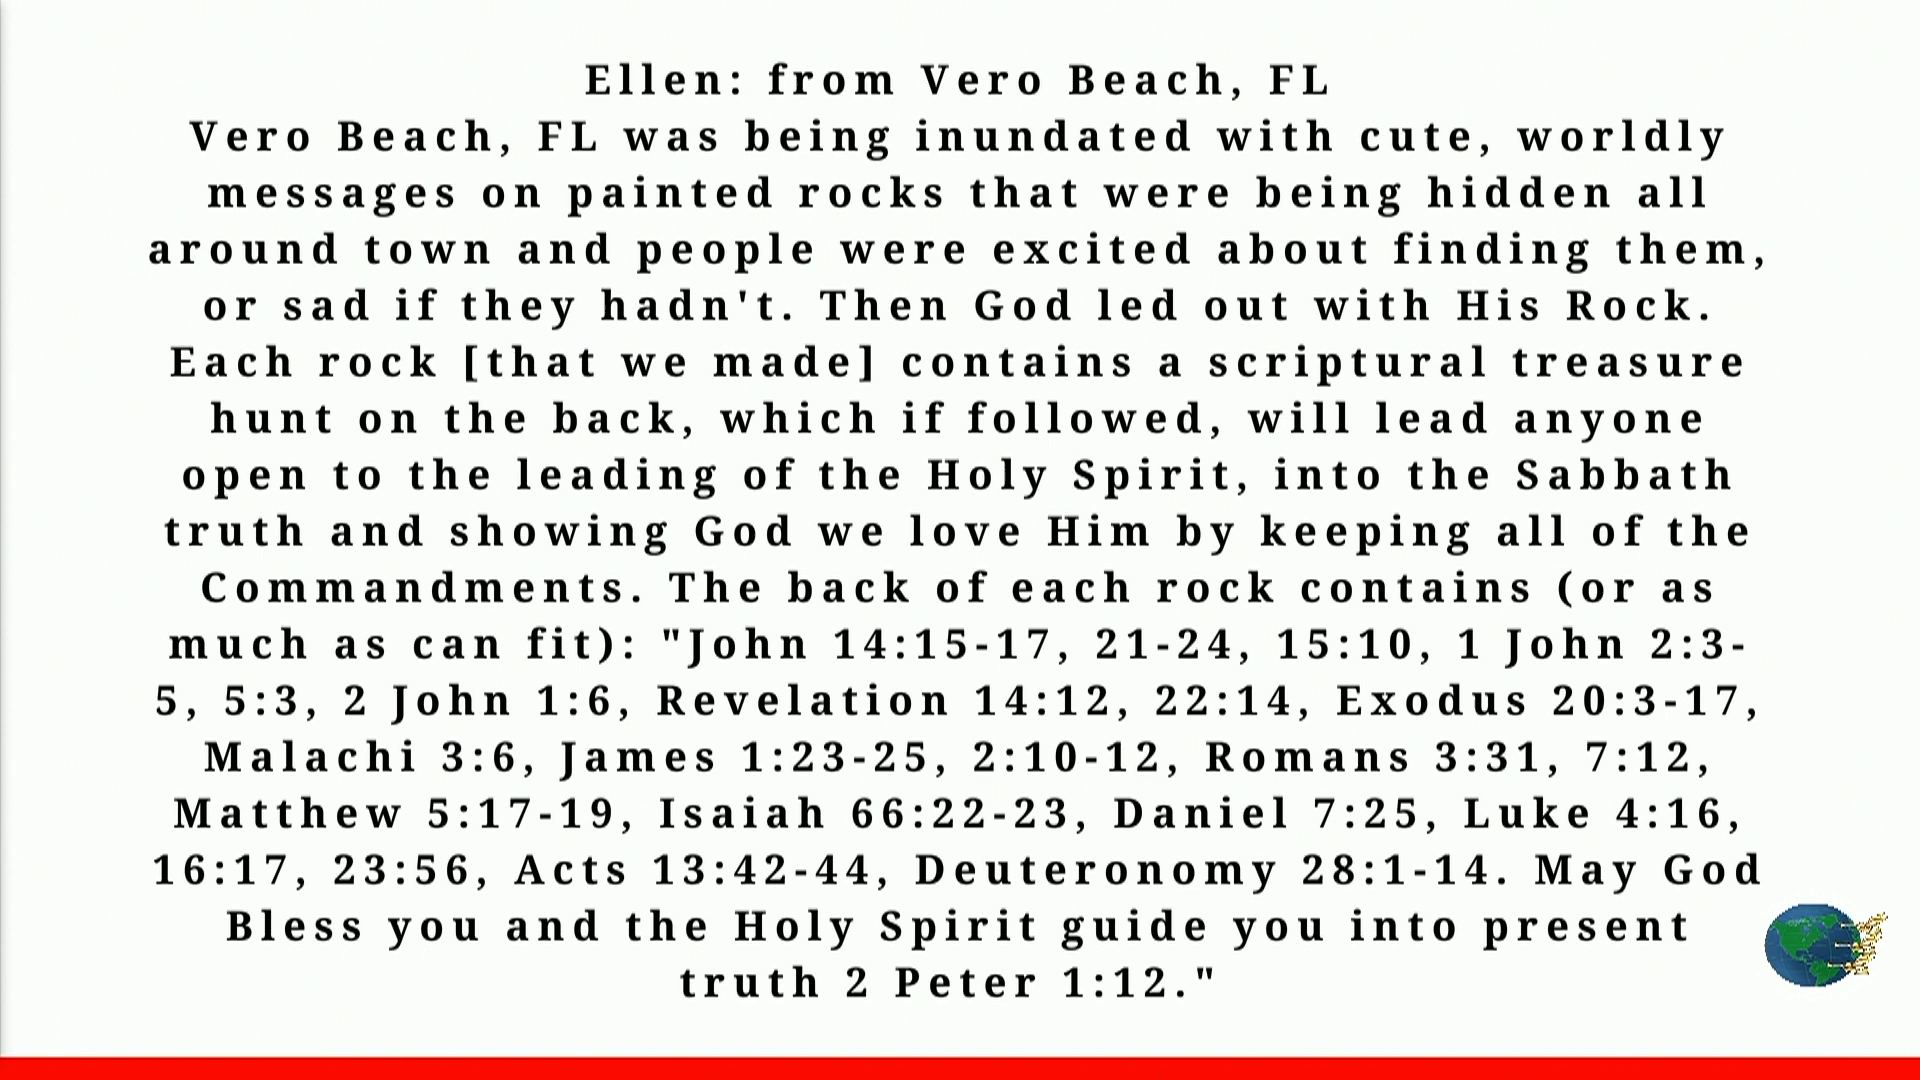 Ellen: from Vero Beach, FL
Vero Beach, FL was being inundated with cute, worldly
messages on painted rocks that were being hidden all
around town and people were excited about finding them,
or sad if they hadn't. Then God led out with His Rock.
Each rock [that we made] contains a scriptural treasure
hunt on the back, which if followed, will lead anyone
open to the leading of the Holy Spirit, into the Sabbath
truth and showing God we love Him by keeping all of the
Commandments. The back of each rock contains (or as
much as can fit): "John 14:15-17, 21-24, 15:10, 1 John 2:3-
5, 5:3, 2 John 1:6, Revelation 14:12, 22:14, Exodus 20:3-17,
Malachi 3:6, James 1:23-25, 2:10-12, Romans 3:31, 7:12,
Matthew 5:17-19, Isaiah 66:22-23, Daniel 7:25, Luke 4:16,
16:17, 23:56, Acts 13:42-44, Deuteronomy 28:1-14. May God
Bless you and the Holy Spirit guide you into present
truth 2 Peter 1:12."